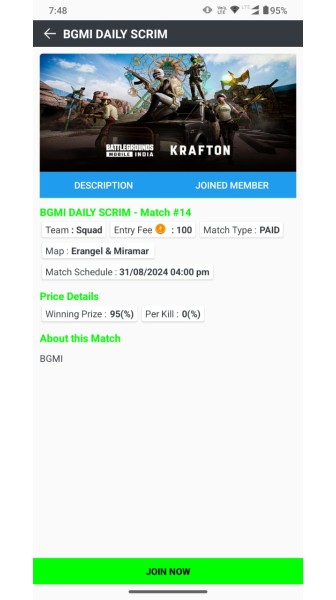 7:48
LTE
95%
BGMI DAILY SCRIM
BATTLEGROUNDS
MOBILE INDIA
KRAFTON
DESCRIPTION JOINED MEMBER
BGMI DAILY SCRIM - Match #14
Team : Squad Entry Fee : 100 Match Type : PAID
Map : Erangel & Miramar
Match Schedule : 31/08/2024 04:00 pm
Price Details
Winning Prize : 95(%) Per Kill : 0(%)
About this Match
BGMI
JOIN NOW